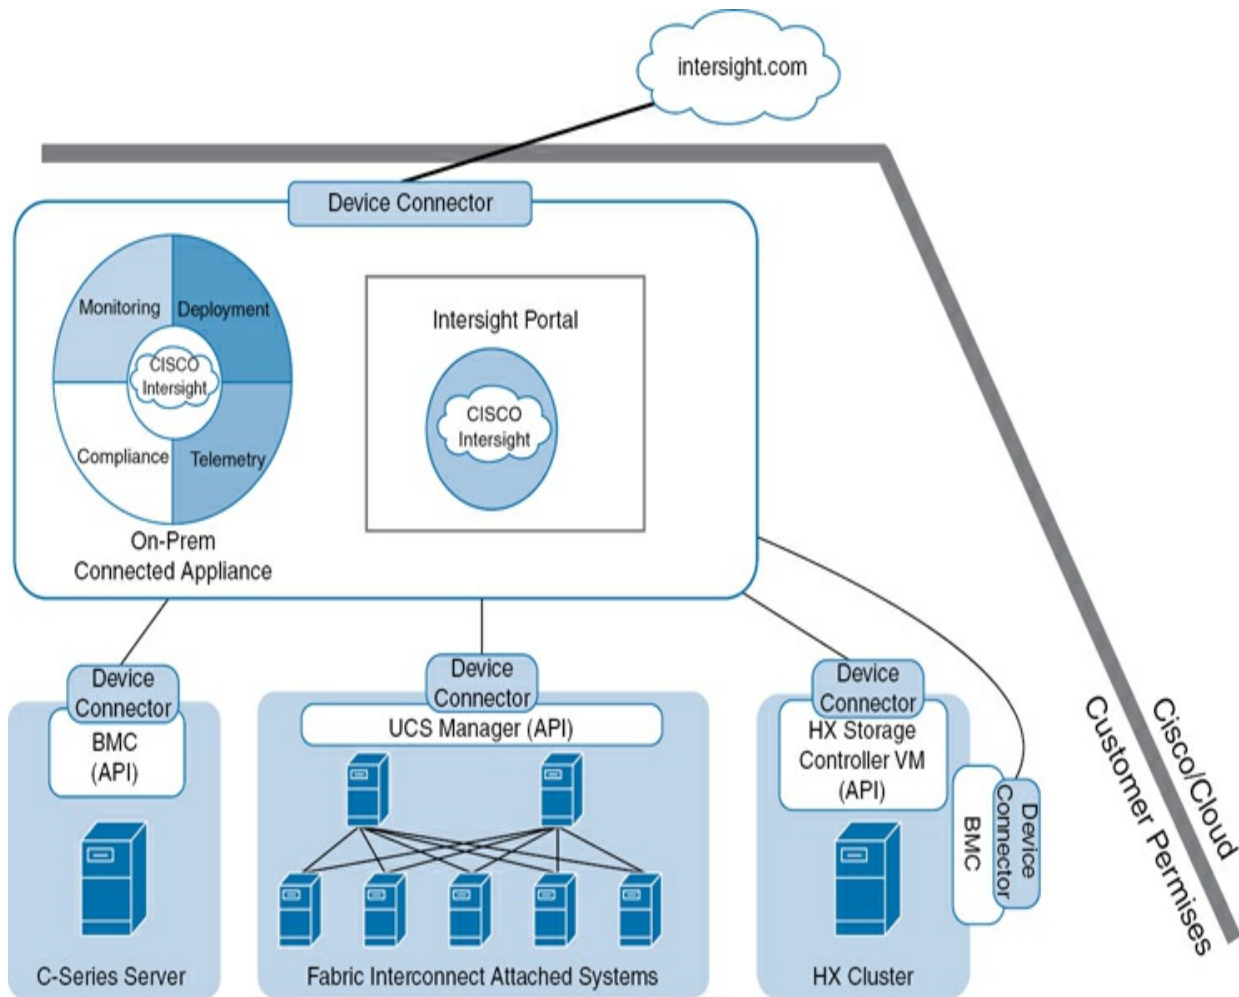 intersight.com
Device Connector
Monitoring
Deployment
CISCO
Intersight
Compliance
Telemetry
On-Prem
Connected Appliance
Intersight Portal
CISCO
Intersight
Device
Connector
BMC
(API)
C-Series Server
Device
Connector
UCS Manager (API)
Fabric Interconnect Attached Systems
Device
Connector
HX Storage
Controller VM
(API)
BMC
Device
Connector
HX Cluster
Cisco/Cloud
Customer Permises